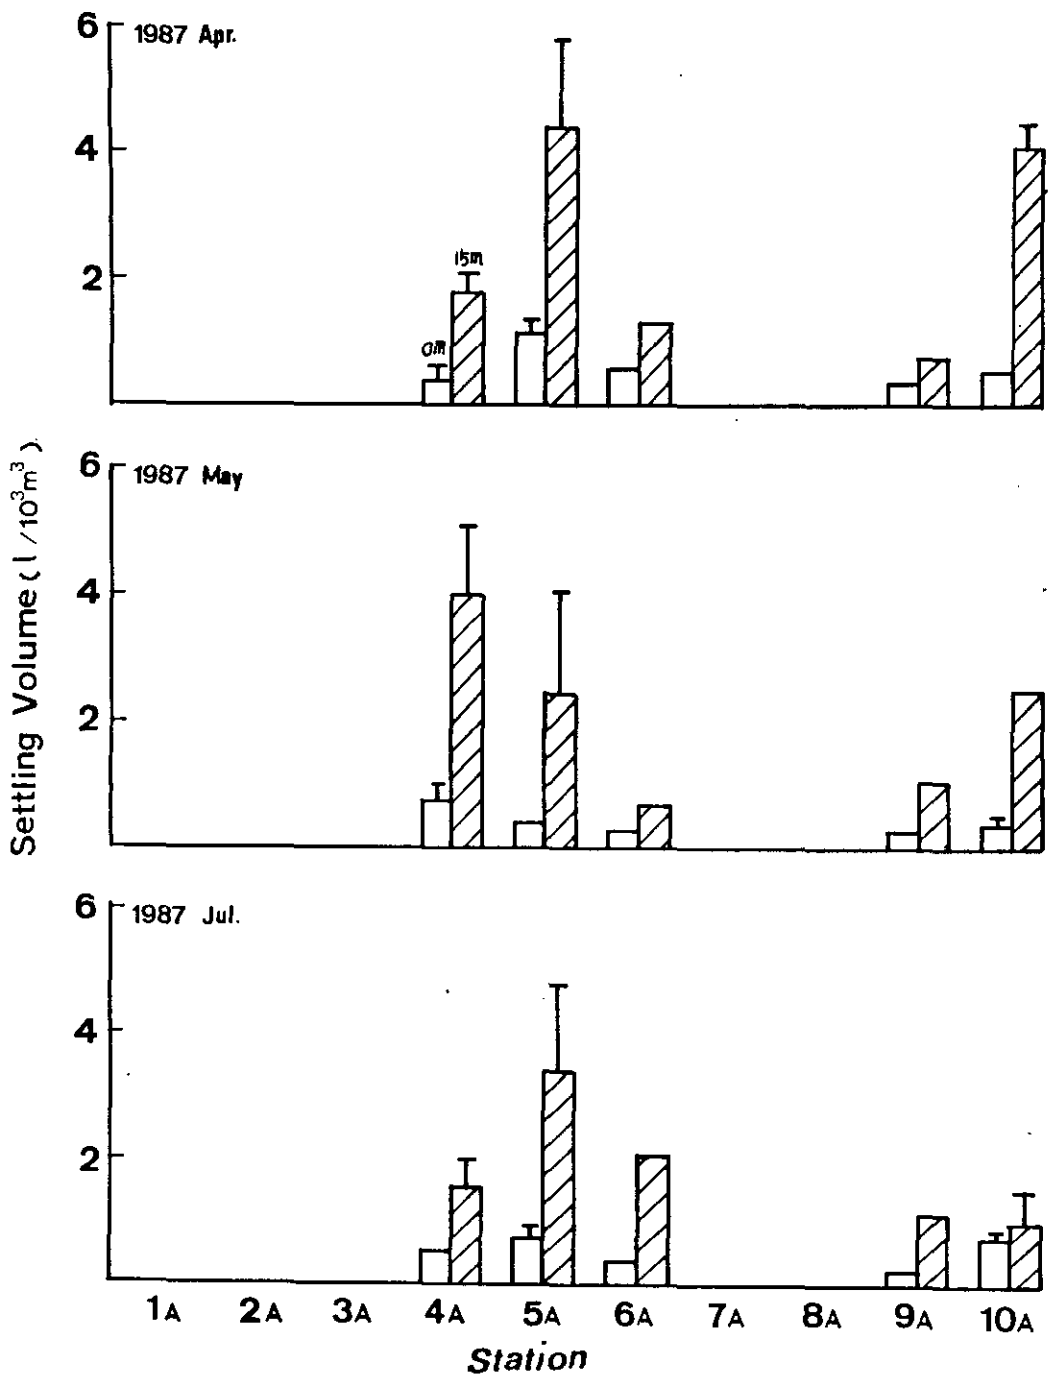 6
1987 Apr.
4
2
15m
0m
Settling Volume (l/10³m³)
6
1987 May
4
2
6
1987 Jul.
4
2
1A 2A 3A 4A 5A 6A 7A 8A 9A 10A
Station